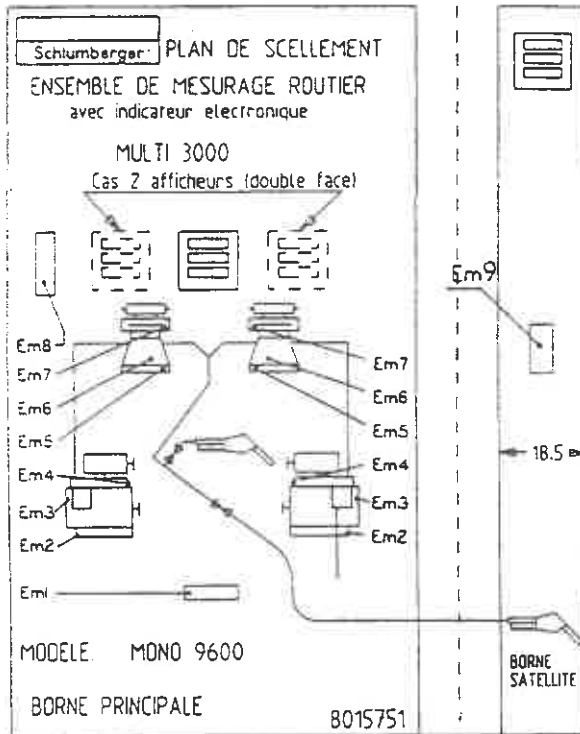 Schlumberger PLAN DE SCELLEMENT
ENSEMBLE DE MESURAGE ROUTIER
avec indicateur electronique
MULTI 3000
Cas 2 afficheurs (double face)
Em9
Em8
Em7
Em7
Em6
Em6
Em5
Em5
Em4
Em4
Em3
Em3
Em2
Em2
18.5
Em1
MODELE MONO 9600
BORNE SATELLITE
BORNE PRINCIPALE
8015751